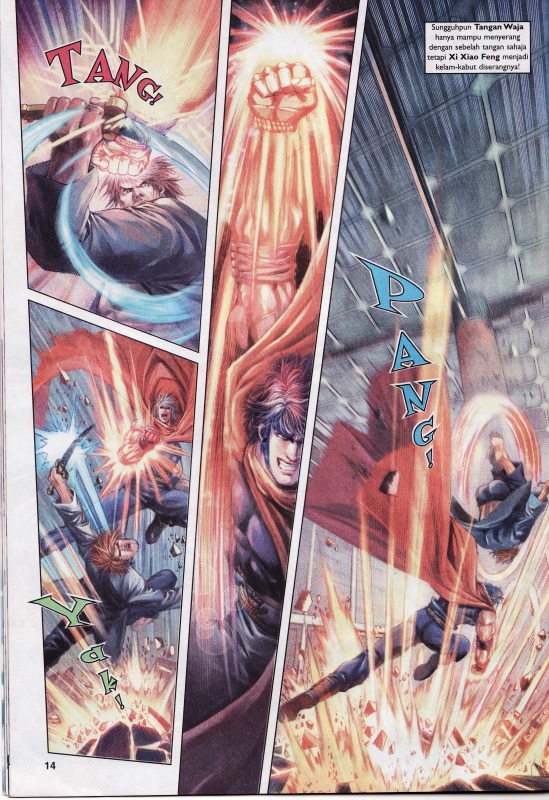 TANG!
Sungguhpun Tangan Waja
hanya mampu menyerang
dengan sebelah tangan sahaja
tetapi Xi Xiao Feng menjadi
kelam-kabut diserangnya!
PANG!
Yak!
14